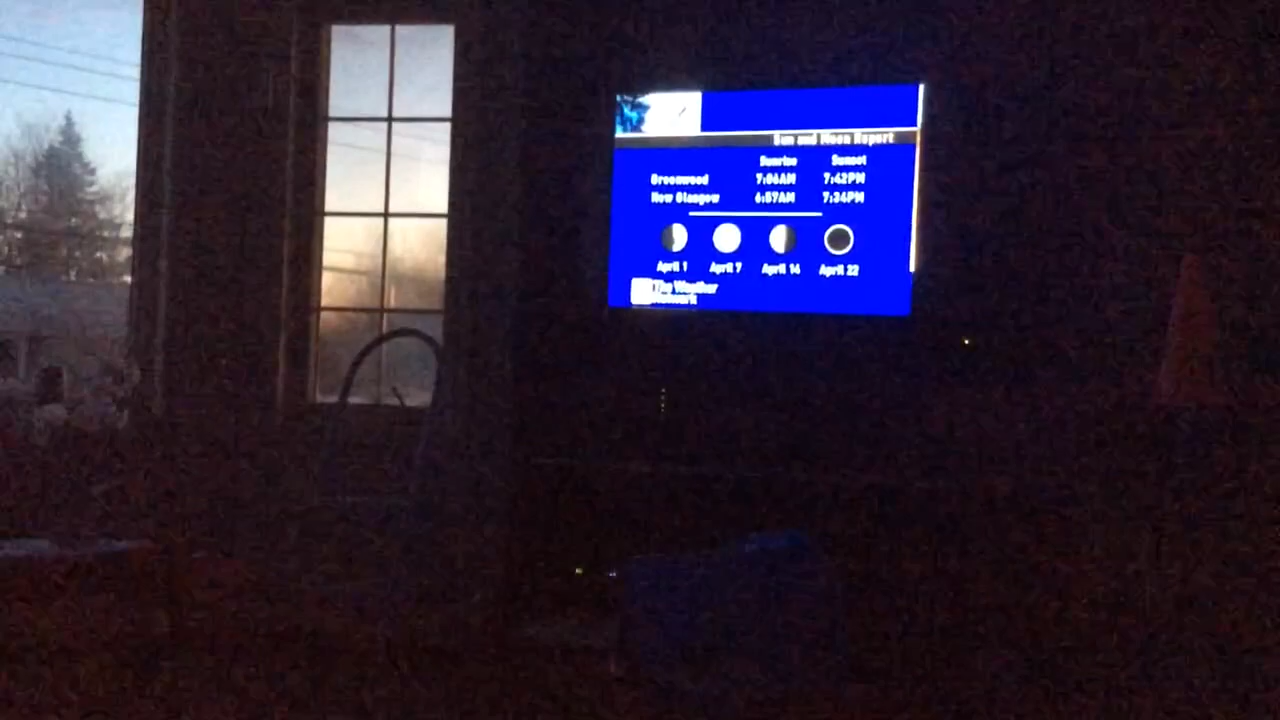 Sun and Moon Report
Sunrise Sunset
Greenwood 7:06AM 7:42PM
New Glasgow 6:57AM 7:34PM
April 1 April 7 April 14 April 22
The Weather
Network